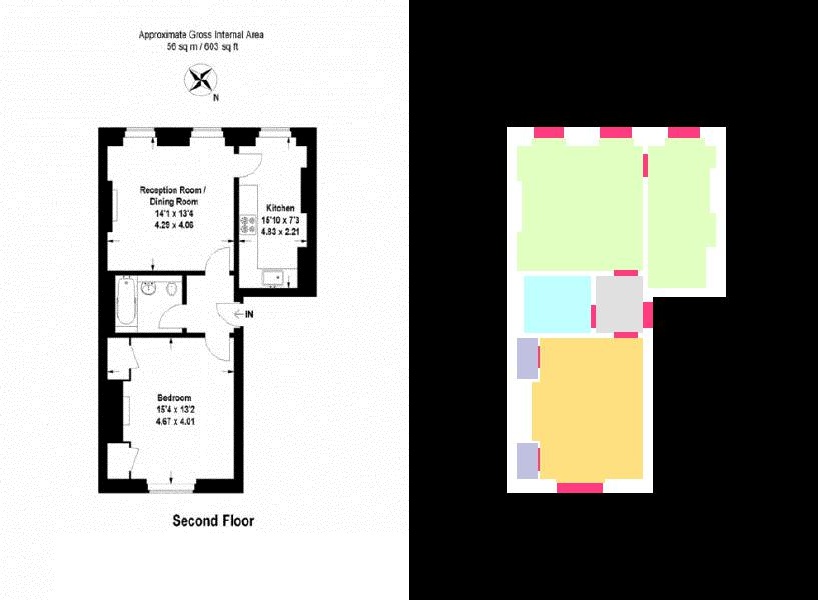 Approximate Gross Internal Area
56 sq m / 603 sq ft
N
Reception Room /
Dining Room
14'1 x 13'4
4.29 x 4.06
Kitchen
15'10 x 7'3
4.83 x 2.21
IN
Bedroom
15'4 x 13'2
4.67 x 4.01
Second Floor